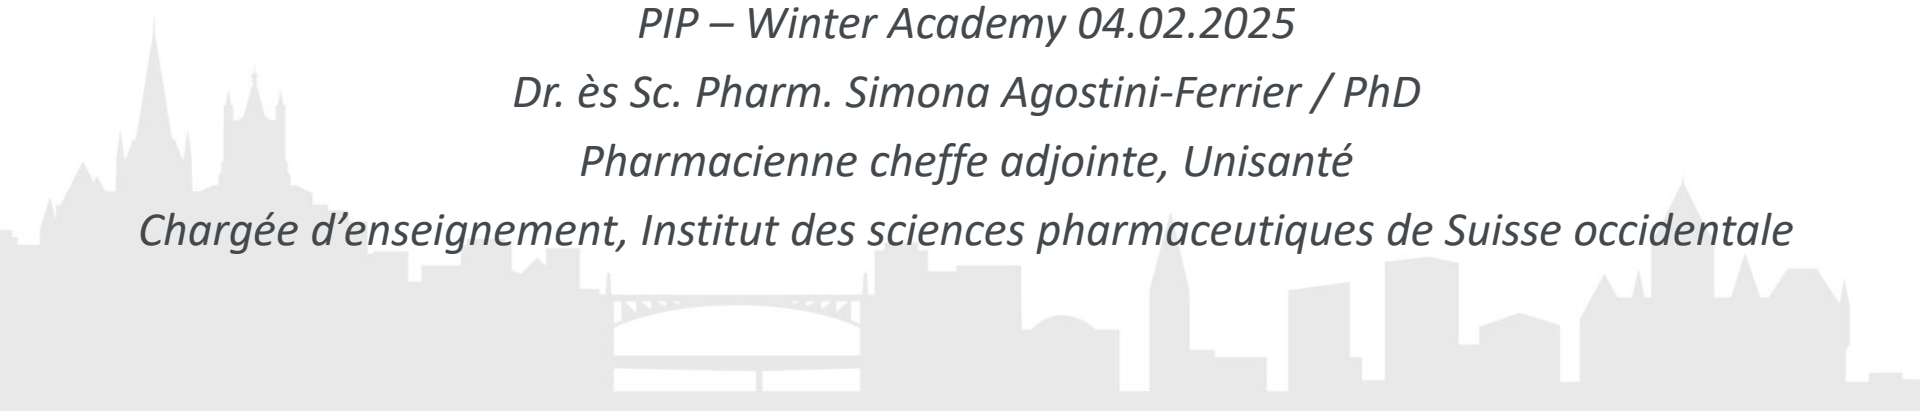 PIP – Winter Academy 04.02.2025
Dr. ès Sc. Pharm. Simona Agostini-Ferrier / PhD
Pharmacienne cheffe adjointe, Unisanté
Chargée d’enseignement, Institut des sciences pharmaceutiques de Suisse occidentale